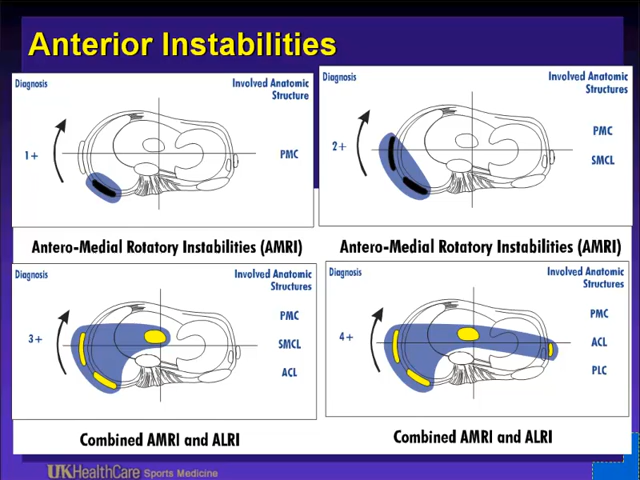 Anterior Instabilities
Diagnosis
Involved Anatomic
Structure
1+
PMC
Antero-Medial Rotatory Instabilities (AMRI)
Diagnosis
Involved Anatomic
Structures
2+
PMC
SMCL
Antero-Medial Rotatory Instabilities (AMRI)
Diagnosis
Involved Anatomic
Structures
3+
PMC
SMCL
ACL
Combined AMRI and ALRI
Diagnosis
Involved Anatomic
Structures
4+
PMC
ACL
PLC
Combined AMRI and ALRI
UKHealthCare Sports Medicine